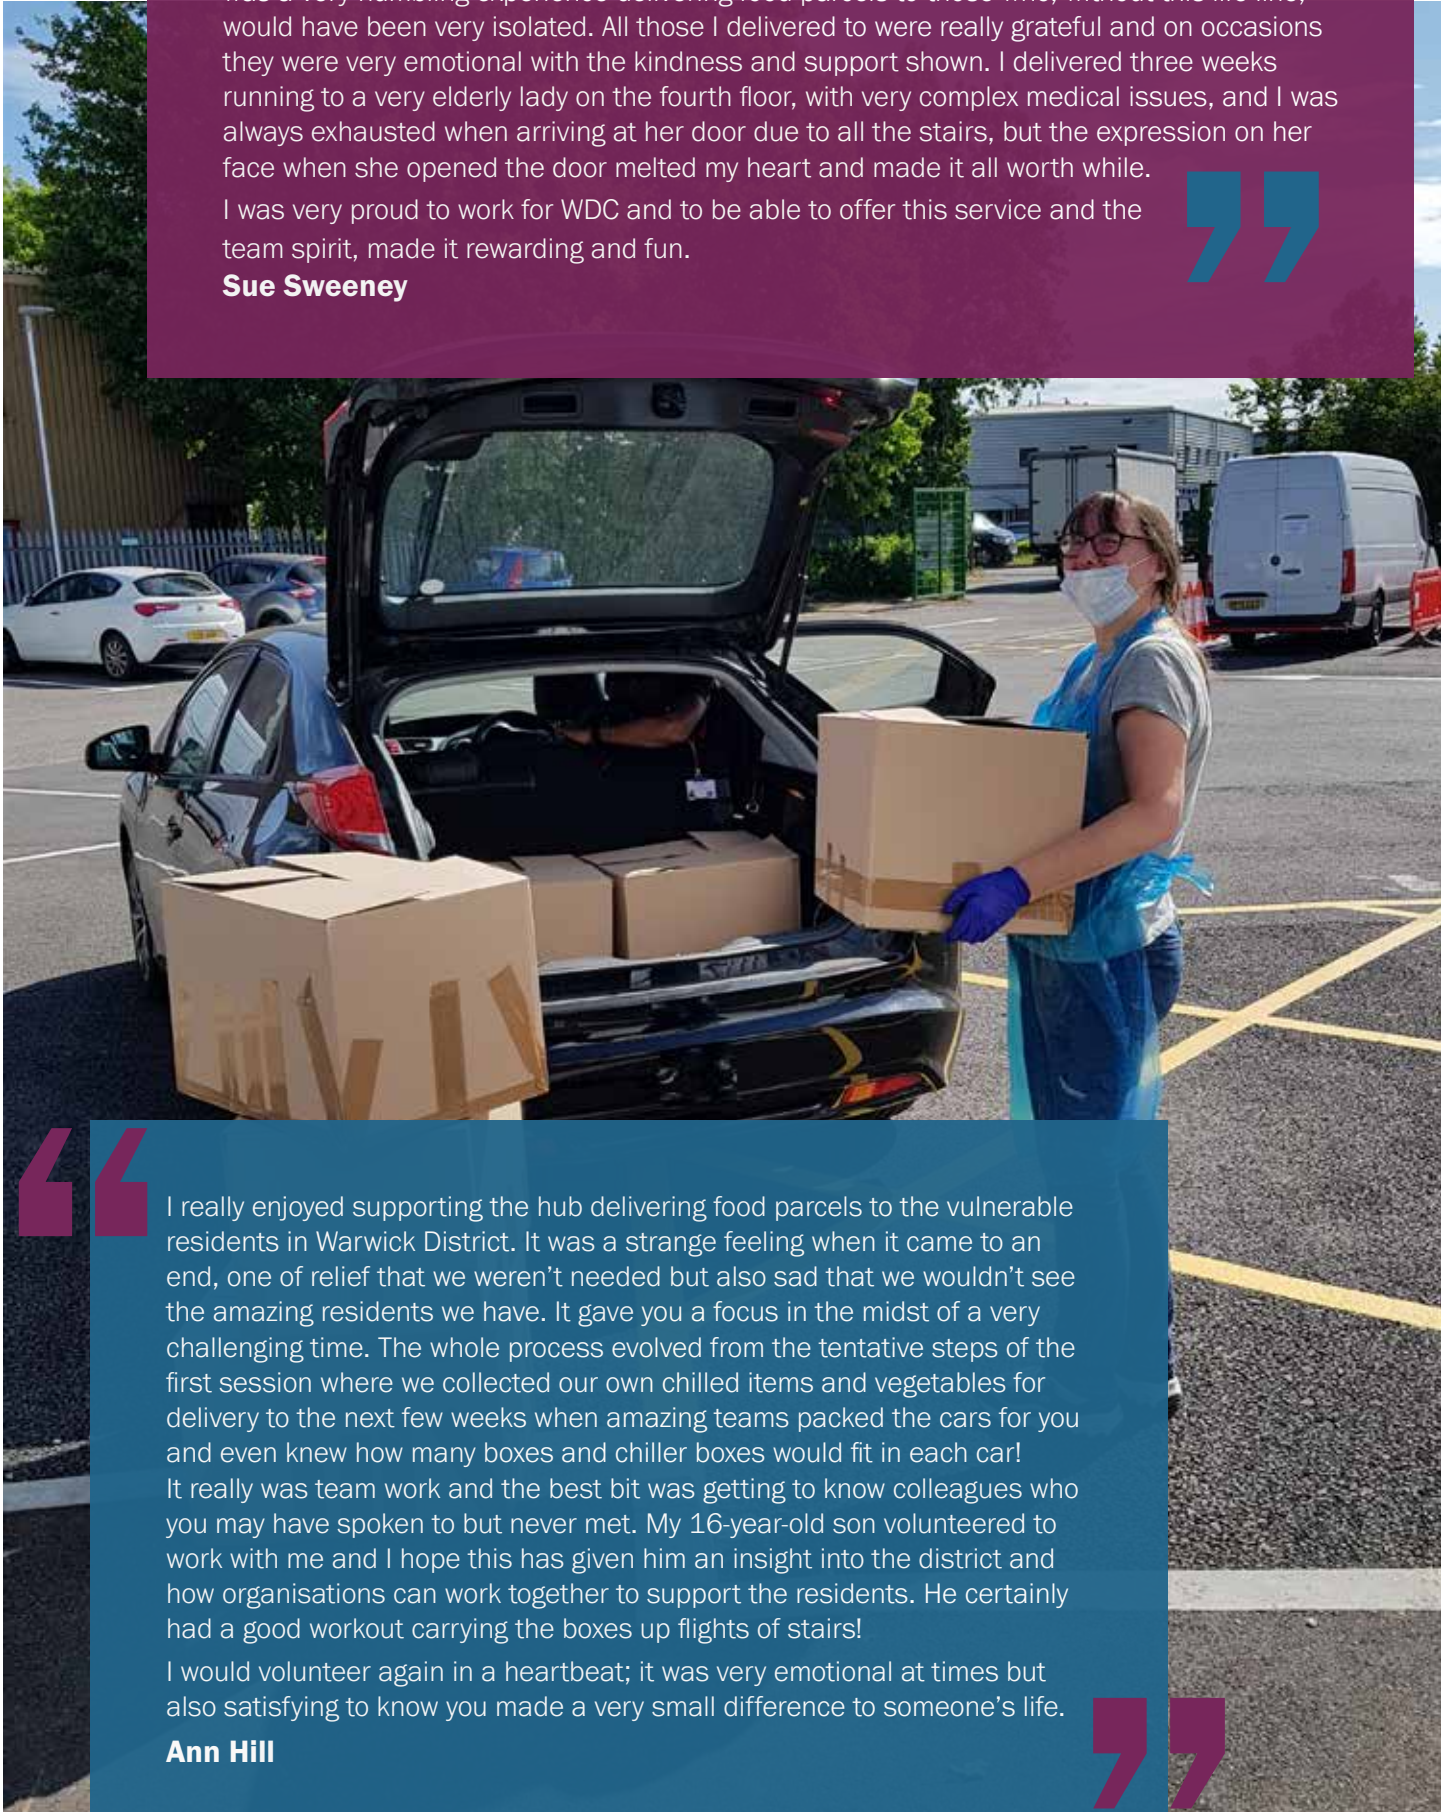 was a very humbling experience delivering food parcels to those who, without this life line,
would have been very isolated. All those I delivered to were really grateful and on occasions
they were very emotional with the kindness and support shown. I delivered three weeks
running to a very elderly lady on the fourth floor, with very complex medical issues, and I was
always exhausted when arriving at her door due to all the stairs, but the expression on her
face when she opened the door melted my heart and made it all worth while.
I was very proud to work for WDC and to be able to offer this service and the
team spirit, made it rewarding and fun.
Sue Sweeney
”
“
I really enjoyed supporting the hub delivering food parcels to the vulnerable
residents in Warwick District. It was a strange feeling when it came to an
end, one of relief that we weren’t needed but also sad that we wouldn’t see
the amazing residents we have. It gave you a focus in the midst of a very
challenging time. The whole process evolved from the tentative steps of the
first session where we collected our own chilled items and vegetables for
delivery to the next few weeks when amazing teams packed the cars for you
and even knew how many boxes and chiller boxes would fit in each car!
It really was team work and the best bit was getting to know colleagues who
you may have spoken to but never met. My 16-year-old son volunteered to
work with me and I hope this has given him an insight into the district and
how organisations can work together to support the residents. He certainly
had a good workout carrying the boxes up flights of stairs!
I would volunteer again in a heartbeat; it was very emotional at times but
also satisfying to know you made a very small difference to someone’s life.
Ann Hill
”